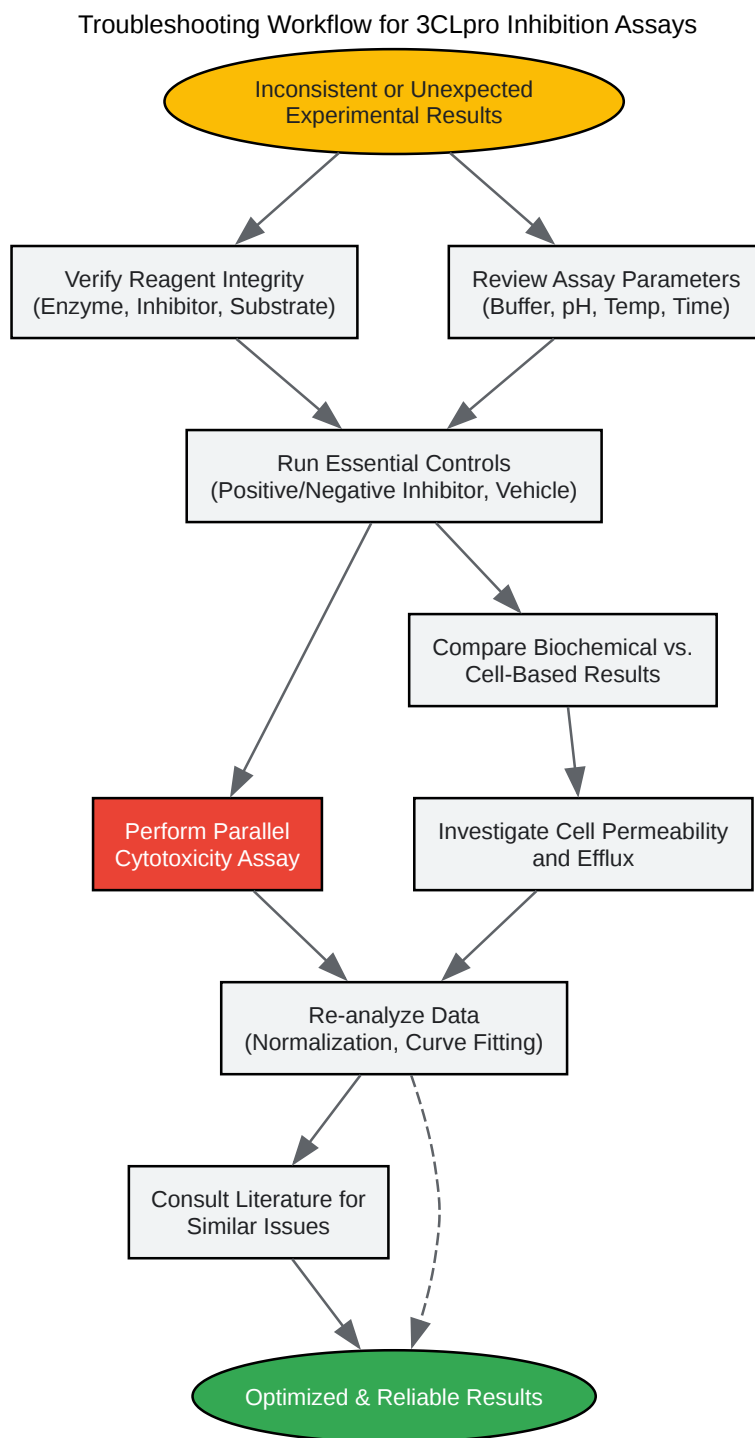 Troubleshooting Workflow for 3CLpro Inhibition Assays
Inconsistent or Unexpected
Experimental Results
Verify Reagent Integrity
(Enzyme, Inhibitor, Substrate)
Review Assay Parameters
(Buffer, pH, Temp, Time)
Run Essential Controls
(Positive/Negative Inhibitor, Vehicle)
Compare Biochemical vs.
Cell-Based Results
Perform Parallel
Cytotoxicity Assay
Investigate Cell Permeability
and Efflux
Re-analyze Data
(Normalization, Curve Fitting)
Consult Literature for
Similar Issues
Optimized & Reliable Results